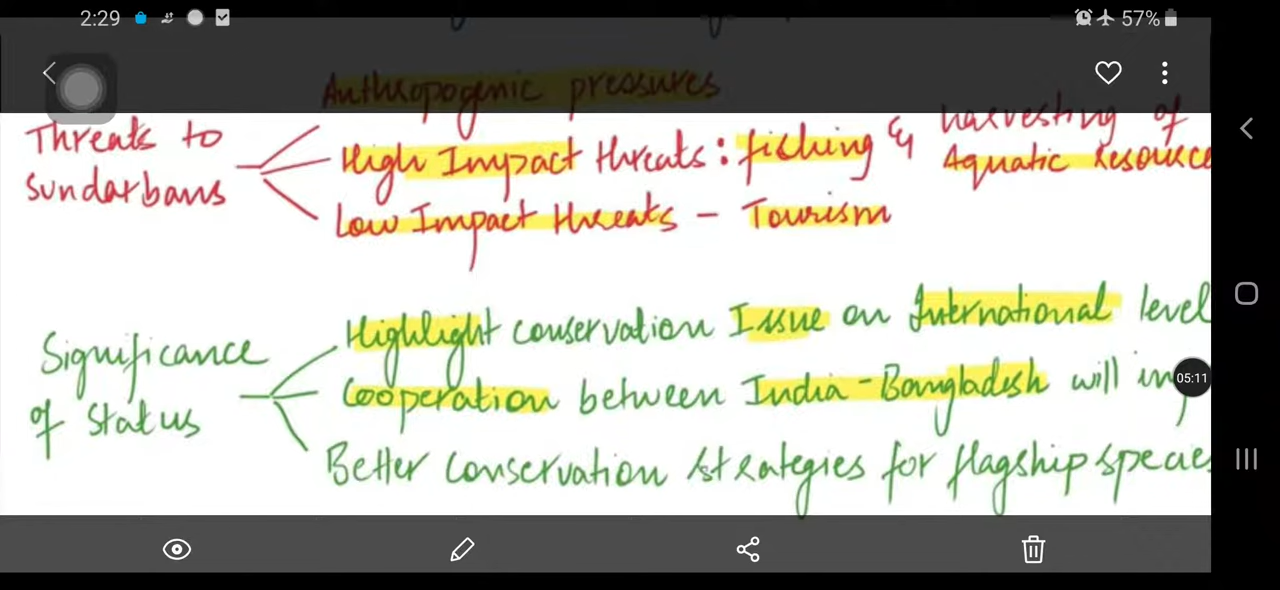 2:29
57%
Anthropogenic pressures
Threats to Sundarbans
High Impact threats : fishing & harvesting of Aquatic Resource
Low Impact threats - Tourism
Significance of Status
Highlight conservation Issue on International level
Cooperation between India-Bangladesh will
05:11
Better conservation strategies for flagship species